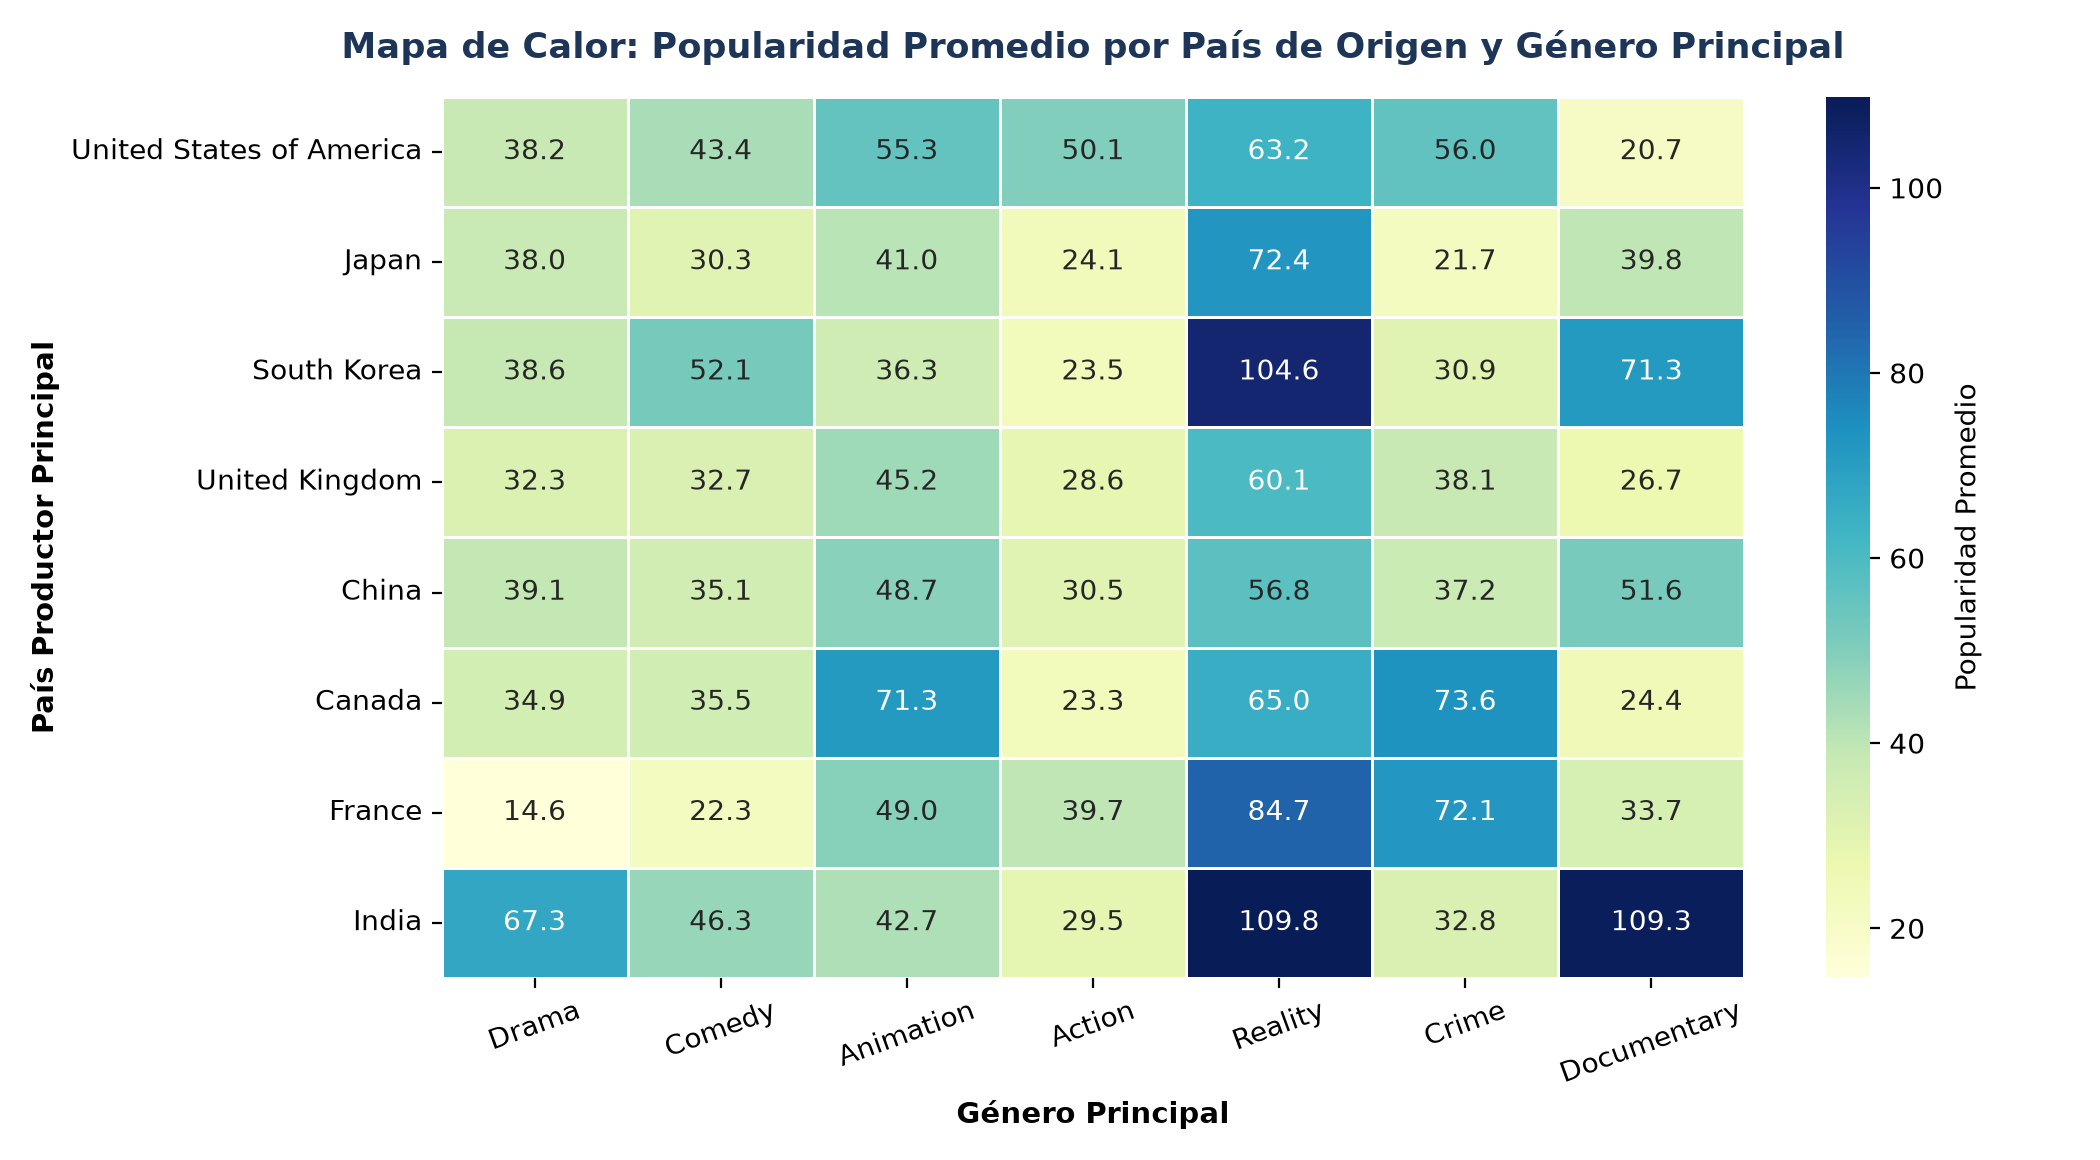 Mapa de Calor: Popularidad Promedio por País de Origen y Género Principal
País Productor Principal
United States of America 38.2 43.4 55.3 50.1 63.2 56.0 20.7
Japan 38.0 30.3 41.0 24.1 72.4 21.7 39.8
South Korea 38.6 52.1 36.3 23.5 104.6 30.9 71.3
United Kingdom 32.3 32.7 45.2 28.6 60.1 38.1 26.7
China 39.1 35.1 48.7 30.5 56.8 37.2 51.6
Canada 34.9 35.5 71.3 23.3 65.0 73.6 24.4
France 14.6 22.3 49.0 39.7 84.7 72.1 33.7
India 67.3 46.3 42.7 29.5 109.8 32.8 109.3
Drama Comedy Animation Action Reality Crime Documentary
Género Principal
100
80
60
40
20
Popularidad Promedio